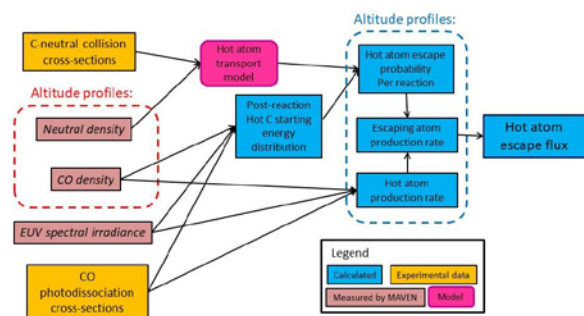 Altitude profiles:
C-neutral collision
cross-sections
Hot atom
transport
model
Hot atom escape
probability
Per reaction
Altitude profiles:
Neutral density
Post-reaction
Hot C starting
energy
distribution
Escaping atom
production rate
Hot atom
escape flux
CO density
Hot atom
production rate
EUV spectral irradiance
CO
photodissociation
cross-sections
Legend
Calculated
Experimental data
Measured by MAVEN
Model